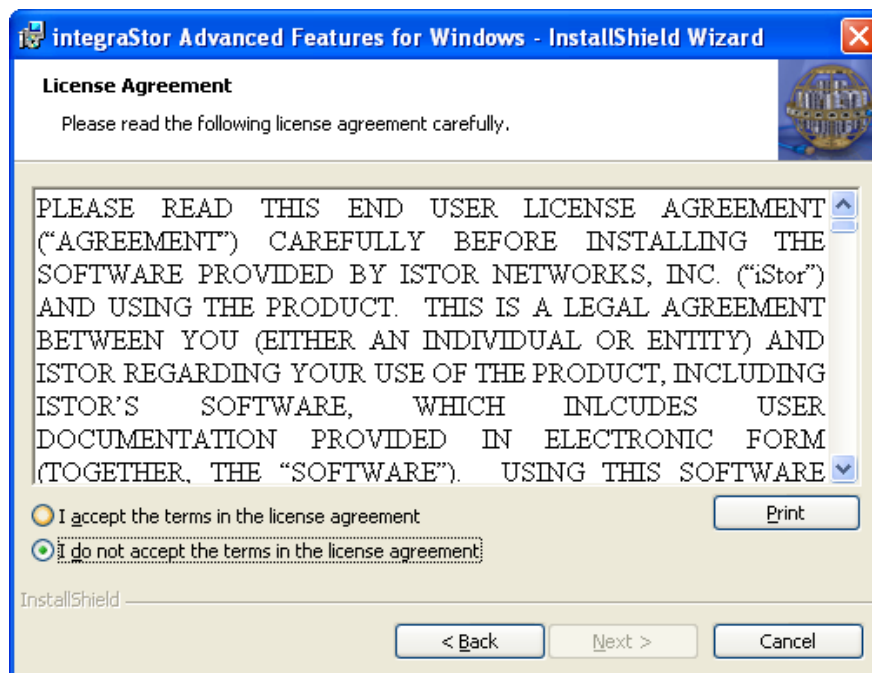 integraStor Advanced Features for Windows - InstallShield Wizard
License Agreement
Please read the following license agreement carefully.
PLEASE READ THIS END USER LICENSE AGREEMENT
(“AGREEMENT”) CAREFULLY BEFORE INSTALLING THE
SOFTWARE PROVIDED BY ISTOR NETWORKS, INC. (“iStor”)
AND USING THE PRODUCT. THIS IS A LEGAL AGREEMENT
BETWEEN YOU (EITHER AN INDIVIDUAL OR ENTITY) AND
ISTOR REGARDING YOUR USE OF THE PRODUCT, INCLUDING
ISTOR’S SOFTWARE, WHICH INLCUDES USER
DOCUMENTATION PROVIDED IN ELECTRONIC FORM
(TOGETHER, THE “SOFTWARE”). USING THIS SOFTWARE
I accept the terms in the license agreement
Print
I do not accept the terms in the license agreement
InstallShield
< Back Next > Cancel